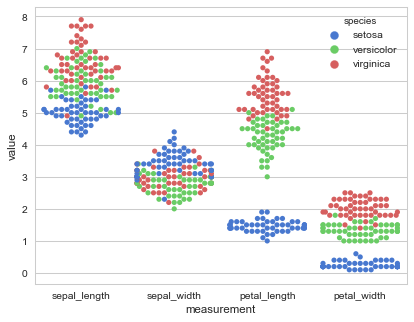 8
7
6
5
4
3
2
1
0
value
species
setosa
versicolor
virginica
sepal_length sepal_width petal_length petal_width
measurement